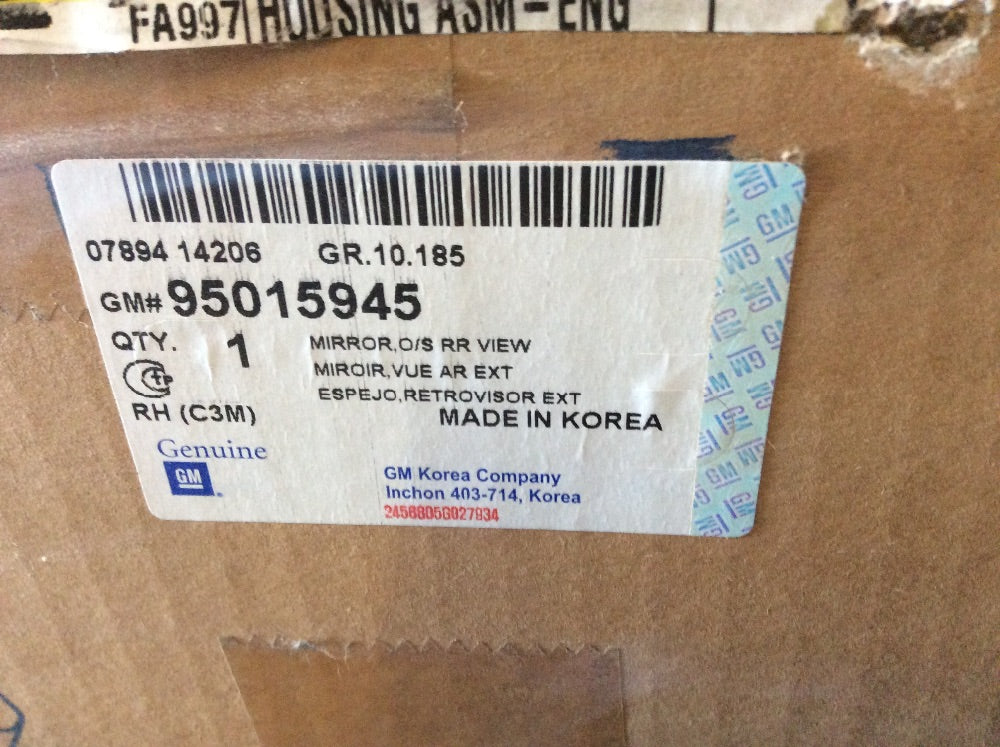 FA997 HOUSING ASM-ENG
07894 14206 GR.10.185
GM# 95015945
QTY. 1
MIRROR,O/S RR VIEW
MIROIR,VUE AR EXT
ESPEJO,RETROVISOR EXT
RH (C3M)
MADE IN KOREA
Genuine
GM
GM Korea Company
Inchon 403-714, Korea
GM